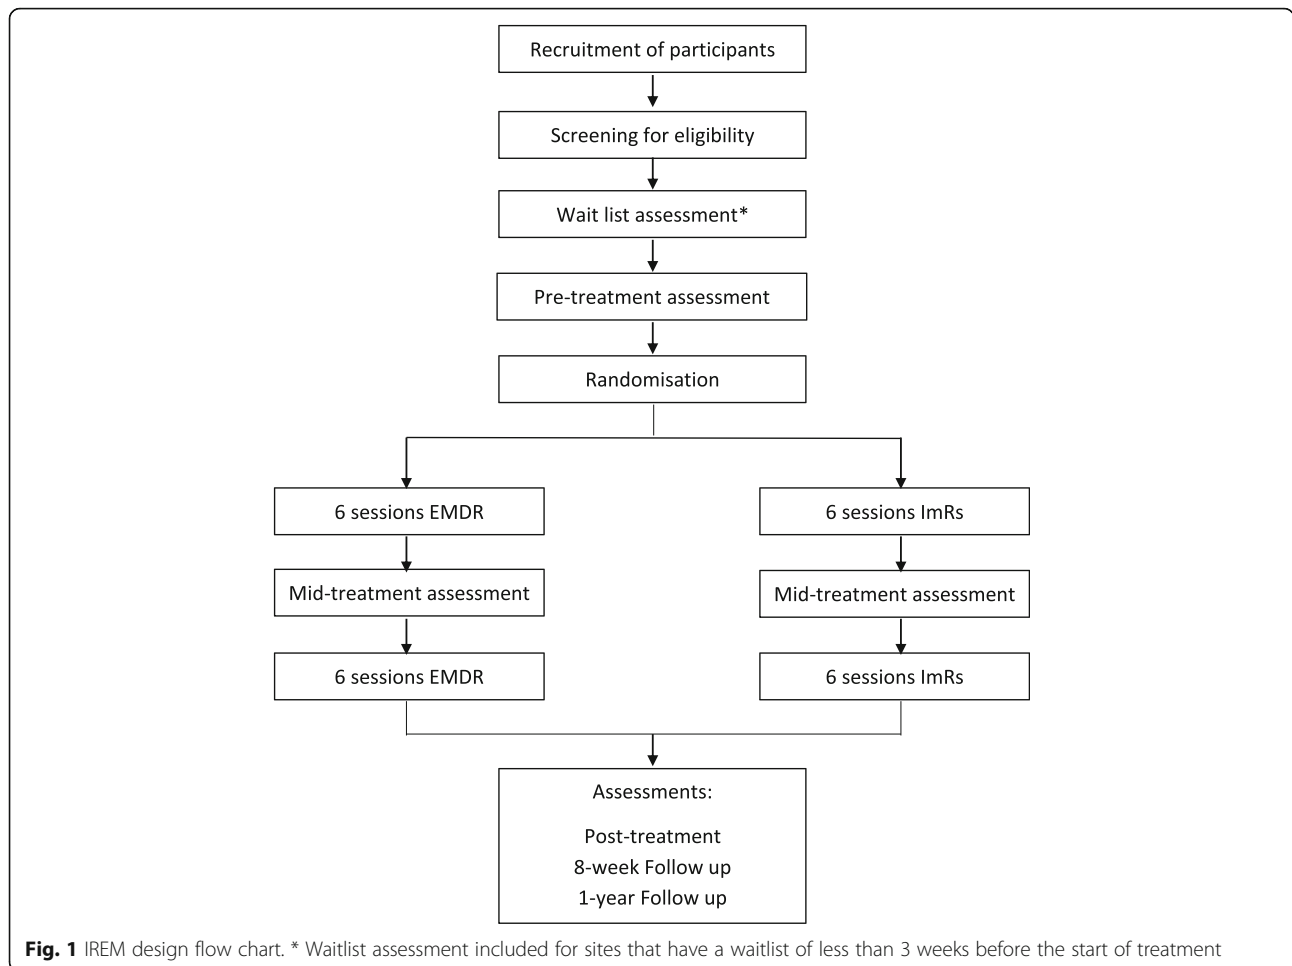 Recruitment of participants
Screening for eligibility
Wait list assessment*
Pre-treatment assessment
Randomisation
6 sessions EMDR
6 sessions ImRs
Mid-treatment assessment
Mid-treatment assessment
6 sessions EMDR
6 sessions ImRs
Assessments:
Post-treatment
8-week Follow up
1-year Follow up
Fig. 1 IREM design flow chart. * Waitlist assessment included for sites that have a waitlist of less than 3 weeks before the start of treatment